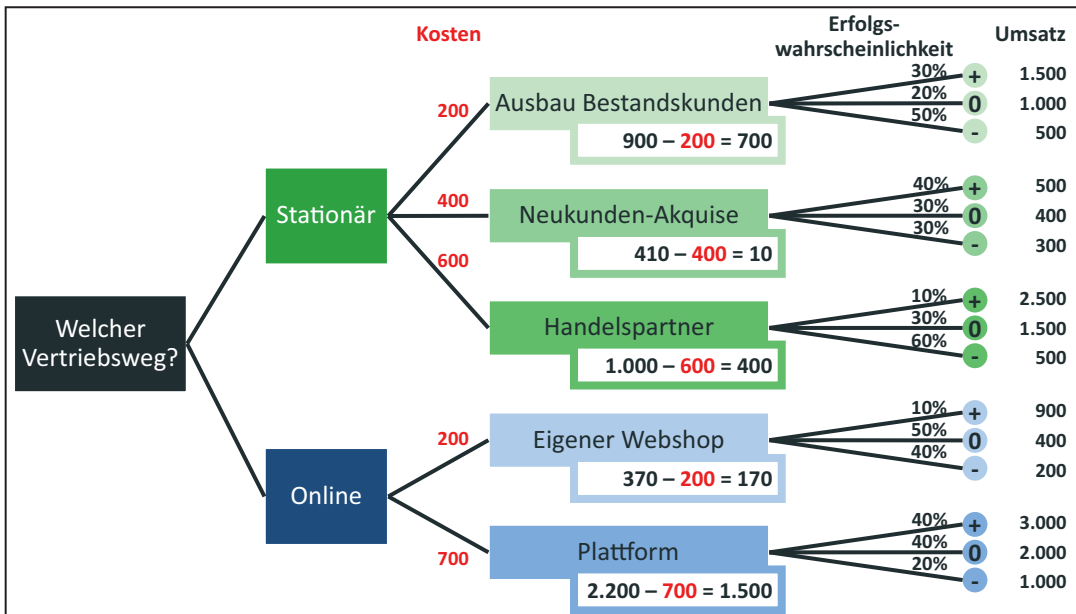 Kosten
Erfolgs-
wahrscheinlichkeit
Umsatz
Welcher
Vertriebsweg?
Stationär
200
Ausbau Bestandskunden
900 – 200 = 700
30% + 1.500
20% 0 1.000
50% - 500
400
Neukunden-Akquise
410 – 400 = 10
40% + 500
30% 0 400
30% - 300
600
Handelspartner
1.000 – 600 = 400
10% + 2.500
30% 0 1.500
60% - 500
Online
200
Eigener Webshop
370 – 200 = 170
10% + 900
50% 0 400
40% - 200
700
Plattform
2.200 – 700 = 1.500
40% + 3.000
40% 0 2.000
20% - 1.000